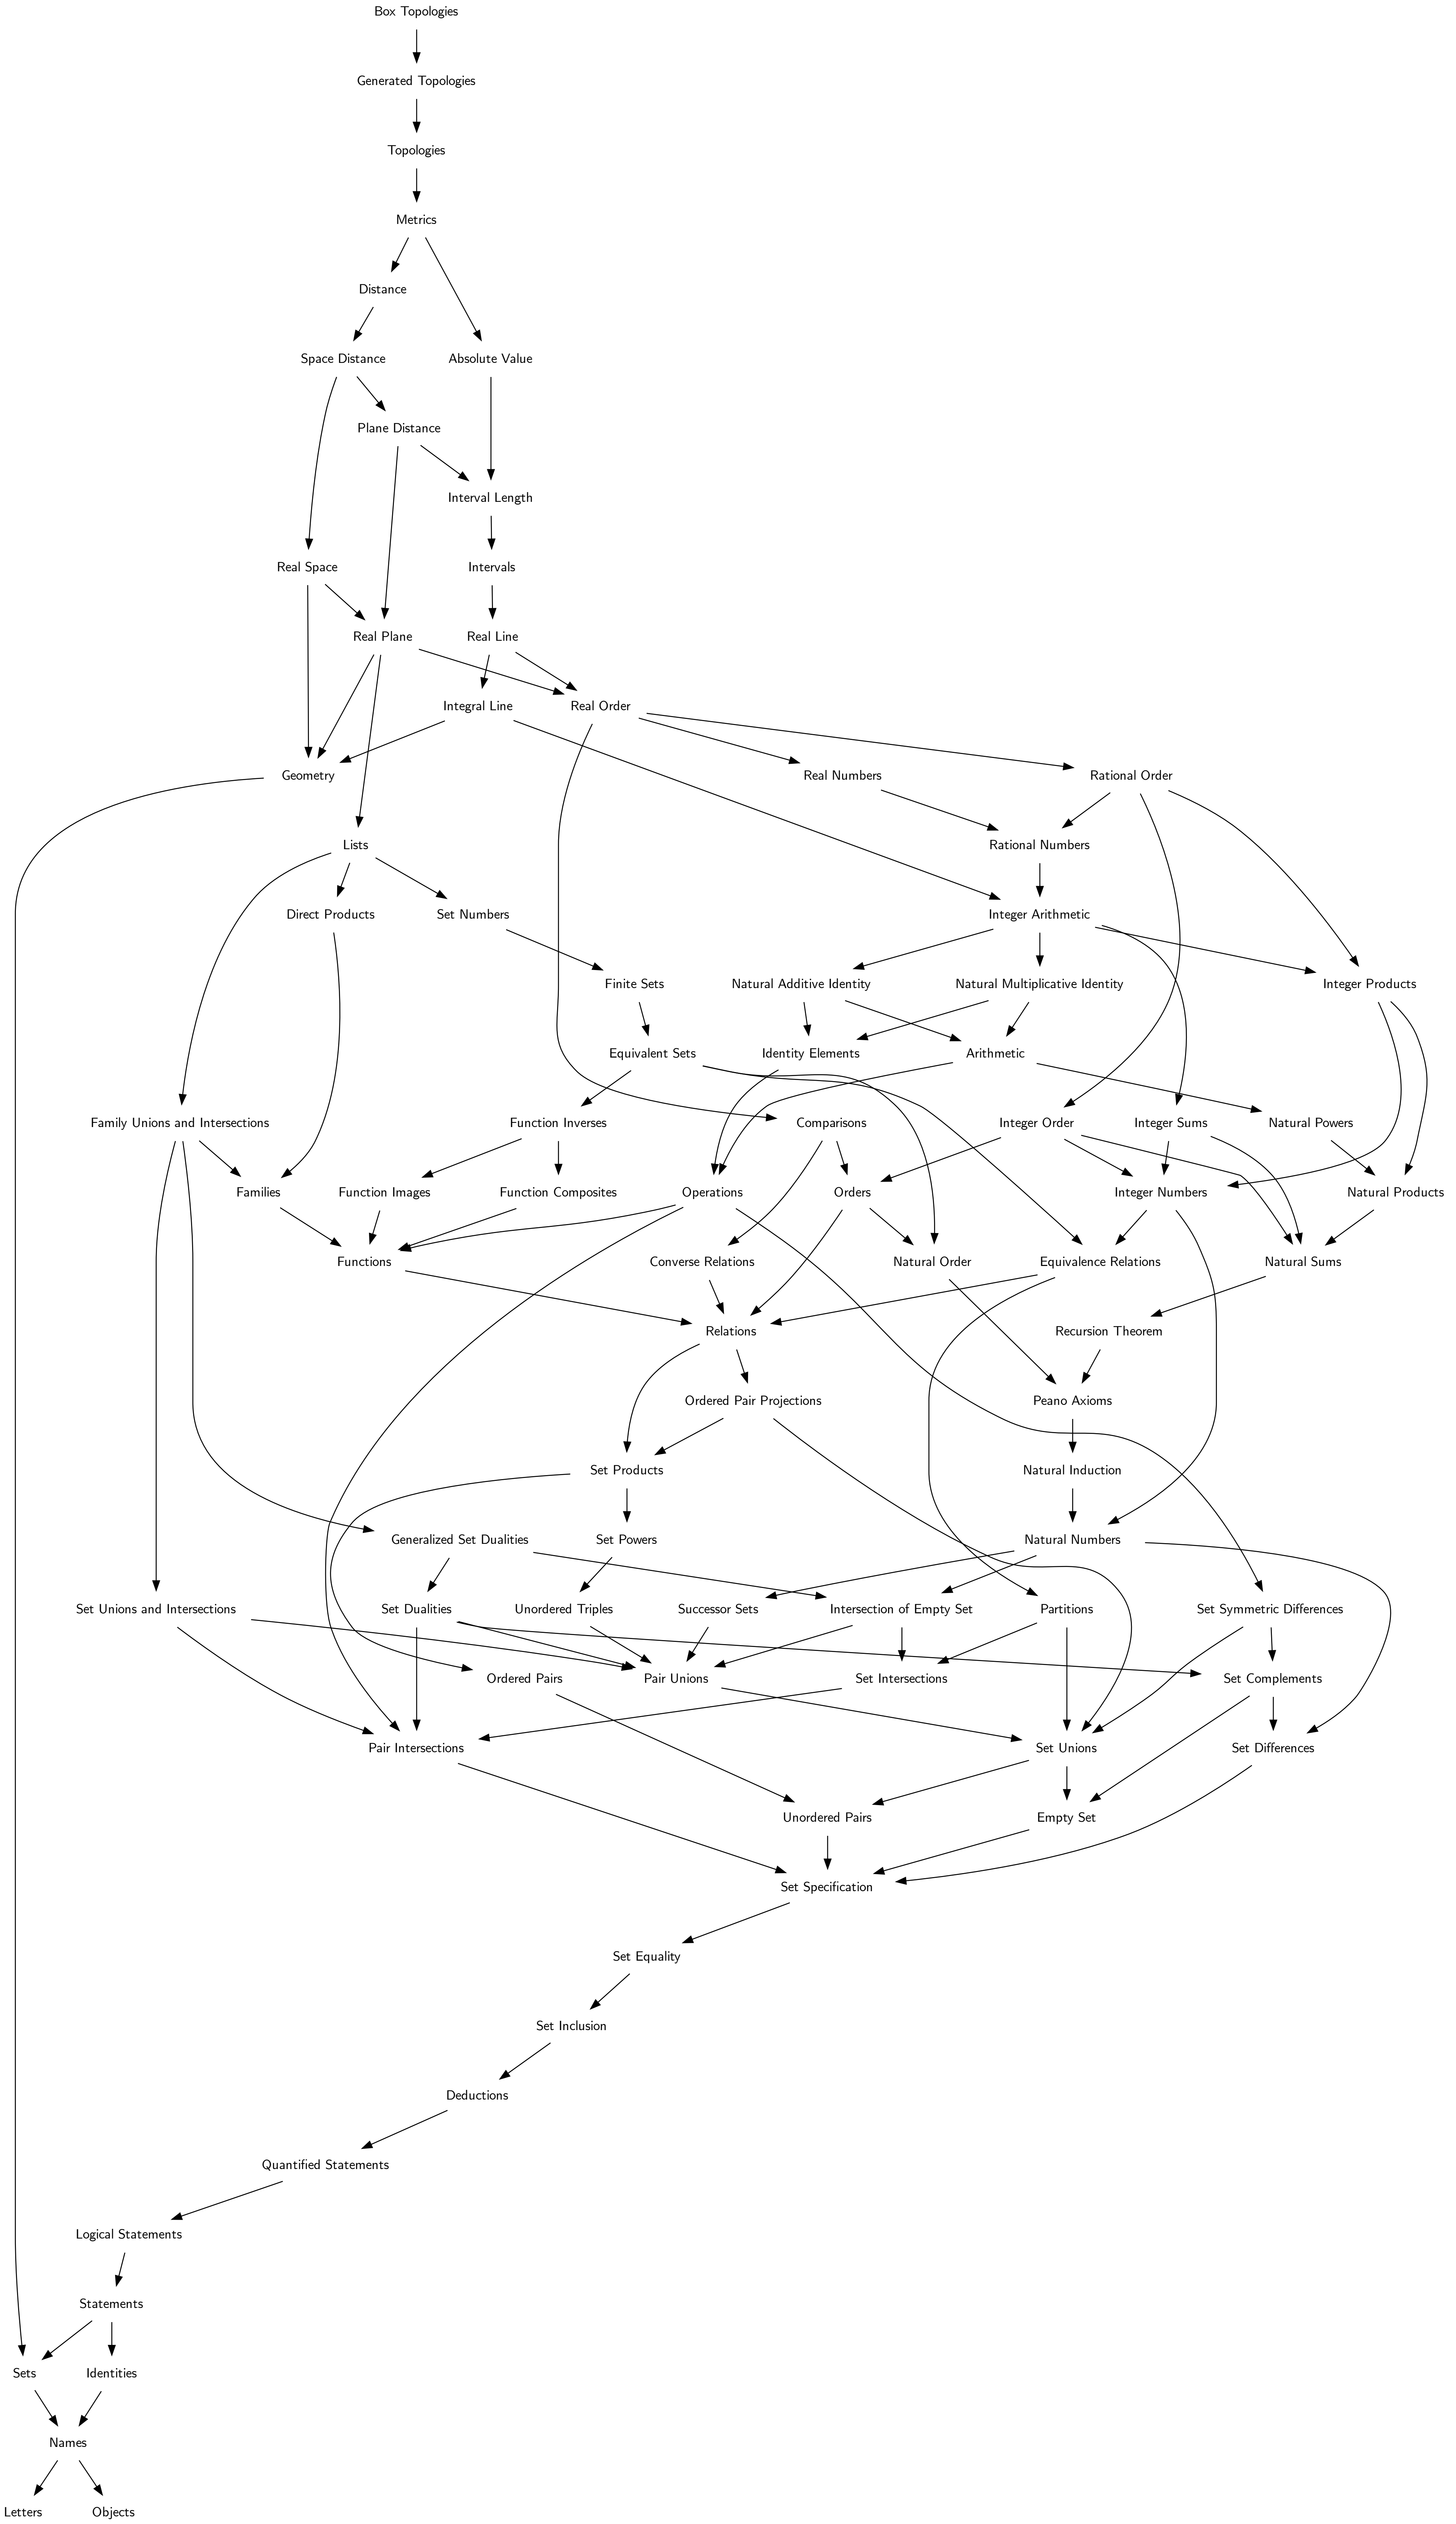 Box Topologies
Generated Topologies
Topologies
Metrics
Distance
Space Distance
Absolute Value
Plane Distance
Interval Length
Real Space
Intervals
Real Plane
Real Line
Integral Line
Real Order
Geometry
Real Numbers
Rational Order
Lists
Rational Numbers
Direct Products
Set Numbers
Integer Arithmetic
Finite Sets
Natural Additive Identity
Natural Multiplicative Identity
Integer Products
Equivalent Sets
Identity Elements
Arithmetic
Family Unions and Intersections
Function Inverses
Comparisons
Integer Order
Integer Sums
Natural Powers
Families
Function Images
Function Composites
Operations
Orders
Integer Numbers
Natural Products
Functions
Converse Relations
Natural Order
Equivalence Relations
Natural Sums
Relations
Recursion Theorem
Ordered Pair Projections
Peano Axioms
Set Products
Natural Induction
Generalized Set Dualities
Set Powers
Natural Numbers
Set Unions and Intersections
Set Dualities
Unordered Triples
Successor Sets
Intersection of Empty Set
Partitions
Set Symmetric Differences
Ordered Pairs
Pair Unions
Set Intersections
Set Complements
Pair Intersections
Set Unions
Set Differences
Unordered Pairs
Empty Set
Set Specification
Set Equality
Set Inclusion
Deductions
Quantified Statements
Logical Statements
Statements
Sets
Identities
Names
Letters
Objects